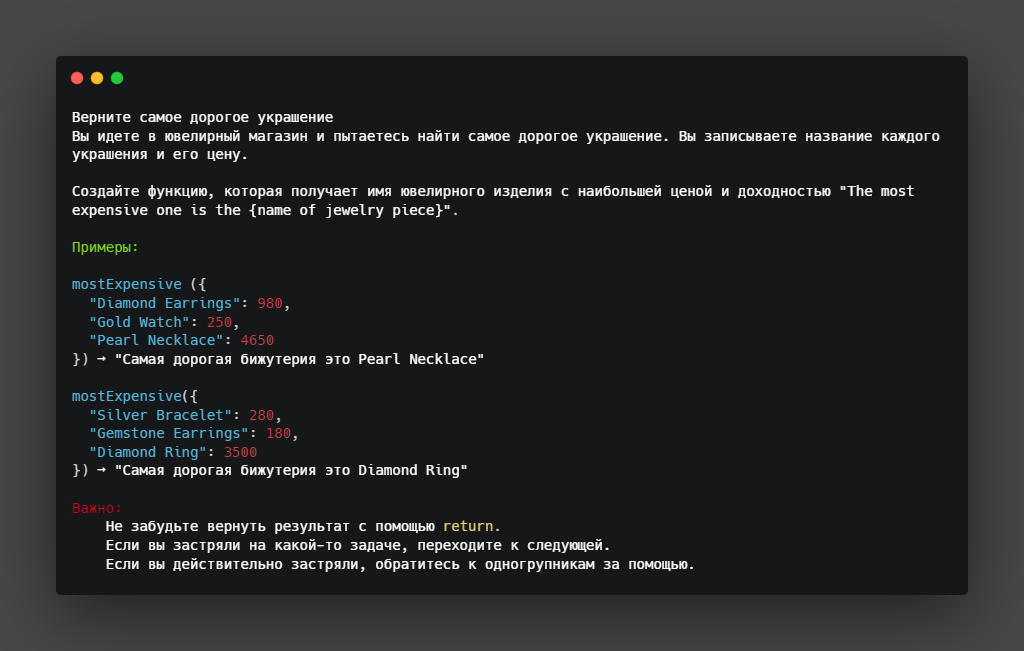 Верните самое дорогое украшение
Вы идете в ювелирный магазин и пытаетесь найти самое дорогое украшение. Вы записываете название каждого
украшения и его цену.
Создайте функцию, которая получает имя ювелирного изделия с наибольшей ценой и доходностью "The most
expensive one is the {name of jewelry piece}".
Примеры:
mostExpensive ({
"Diamond Earrings": 980,
"Gold Watch": 250,
"Pearl Necklace": 4650
}) → "Самая дорогая бижутерия это Pearl Necklace"
mostExpensive({
"Silver Bracelet": 280,
"Gemstone Earrings": 180,
"Diamond Ring": 3500
}) → "Самая дорогая бижутерия это Diamond Ring"
Важно:
Не забудьте вернуть результат с помощью return.
Если вы застряли на какой-то задаче, переходите к следующей.
Если вы действительно застряли, обратитесь к одногрупникам за помощью.